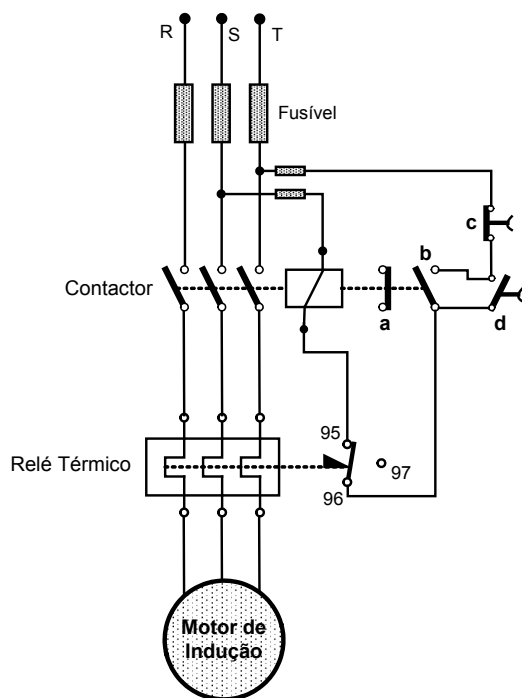 R
S
T
Fusível
c
b
Contactor
a
d
95
Relé Térmico
97
96
Motor de
Indução